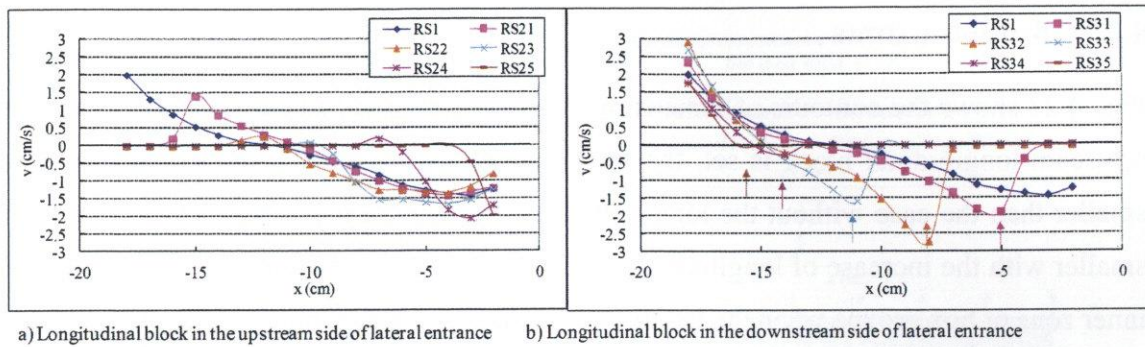 3
2.5
2
1.5
1
0.5
0
-0.5
-1
-1.5
-2
-2.5
-3
v (cm/s)
RS1 RS21
RS22 RS23
RS24 RS25
-20 -15 -10 -5 0
x (cm)
3
2.5
2
1.5
1
0.5
0
-0.5
-1
-1.5
-2
-2.5
-3
v (cm/s)
RS1 RS31
RS32 RS33
RS34 RS35
-20 -15 -10 -5 0
x (cm)
a) Longitudinal block in the upstream side of lateral entrance
b) Longitudinal block in the downstream side of lateral entrance